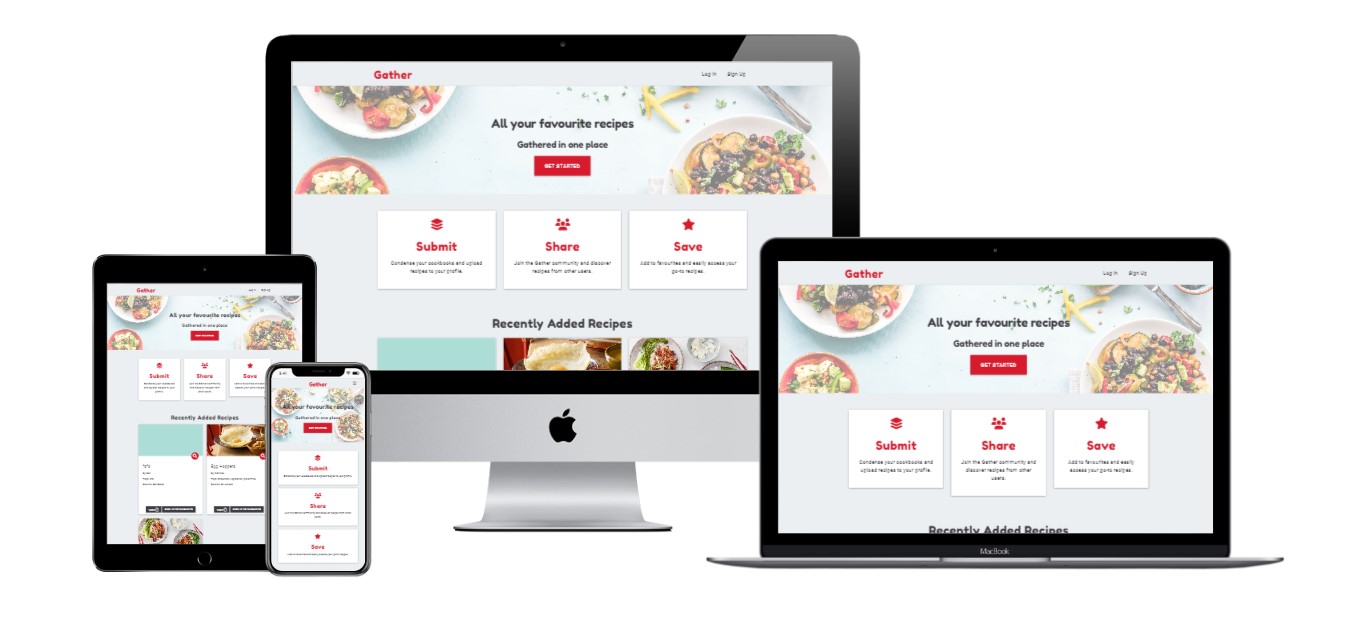 Gather
Log In
Sign Up
All your favourite recipes
Gathered in one place
GET STARTED
Submit
Condense your cookbooks and upload
recipes to your profile.
Share
Join the Gather community and discover
recipes from other users.
Save
Add to favourites and easily access your
go-to recipes.
Recently Added Recipes
Gather
Log In
Sign Up
All your favourite recipes
Gathered in one place
GET STARTED
Submit
Condense your cookbooks and
upload recipes to your profile.
Share
Join the Gather community and
discover recipes from other
users.
Save
Add to favourites and easily
access your go-to recipes.
Recently Added Recipes
MacBook
Gather
All your favourite recipes
Gathered in one place
Submit
Share
Save
Recently Added Recipes
Egg Hoppers
Gather
All your favourite recipes
Gathered in one place
Submit
Share
Save